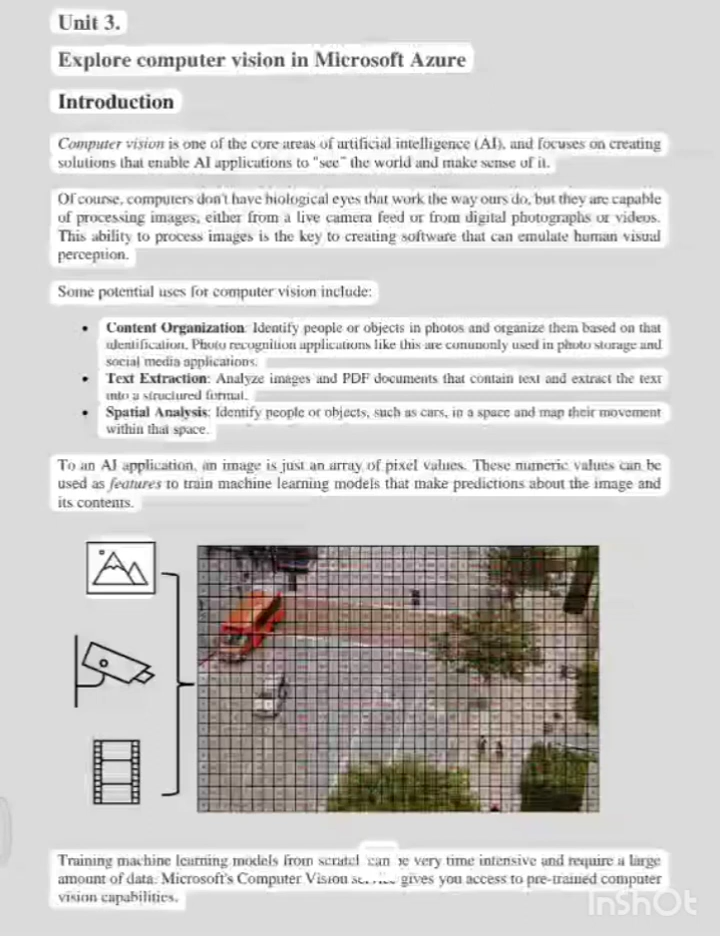 Unit 3.
Explore computer vision in Microsoft Azure
Introduction
Computer vision is one of the core areas of artificial intelligence (AI), and focuses on creating
solutions that enable AI applications to "see" the world and make sense of it.
Of course, computers don't have biological eyes that work the way ours do, but they are capable
of processing images, either from a live camera feed or from digital photographs or videos.
This ability to process images is the key to creating software that can emulate human visual
perception.
Some potential uses for computer vision include:
• Content Organization: Identify people or objects in photos and organize them based on that
identification. Photo recognition applications like this are commonly used in photo storage and
social media applications.
• Text Extraction: Analyze images and PDF documents that contain text and extract the text
into a structured format.
• Spatial Analysis: Identify people or objects, such as cars, in a space and map their movement
within that space.
To an AI application, an image is just an array of pixel values. These numeric values can be
used as features to train machine learning models that make predictions about the image and
its contents.
Training machine learning models from scratch can be very time intensive and require a large
amount of data. Microsoft's Computer Vision gives you access to pre-trained computer
vision capabilities.
InShOt